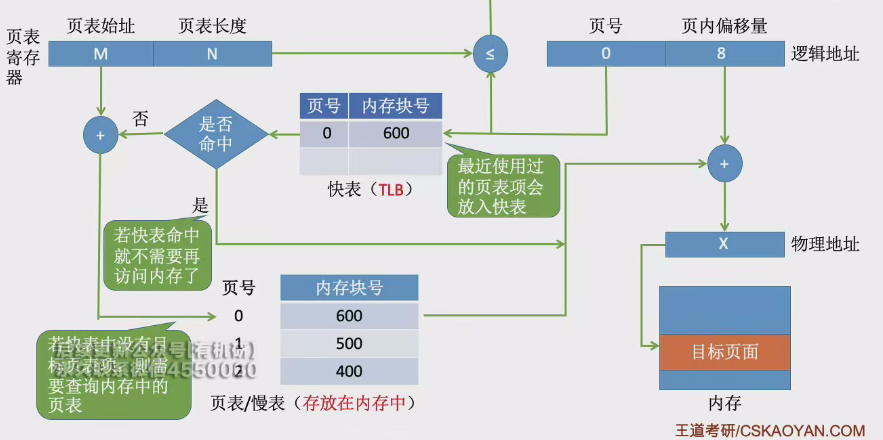 页表始址 页表长度
页表
寄存
器
M N
≤
页号 页内偏移量
0 8
逻辑地址
否
+
是否
命中
页号 内存块号
0 600
快表（TLB）
最近使用过
的页表项会
放入快表
+
是
若快表命中
就不需要再
访问内存了
X
物理地址
页号 内存块号
0 600
1 500
2 400
若快表中没有目
标页表项，则需
要查询内存中的
页表
页表/慢表（存放在内存中）
目标页面
内存
王道考研/CSKAOYAN.COM